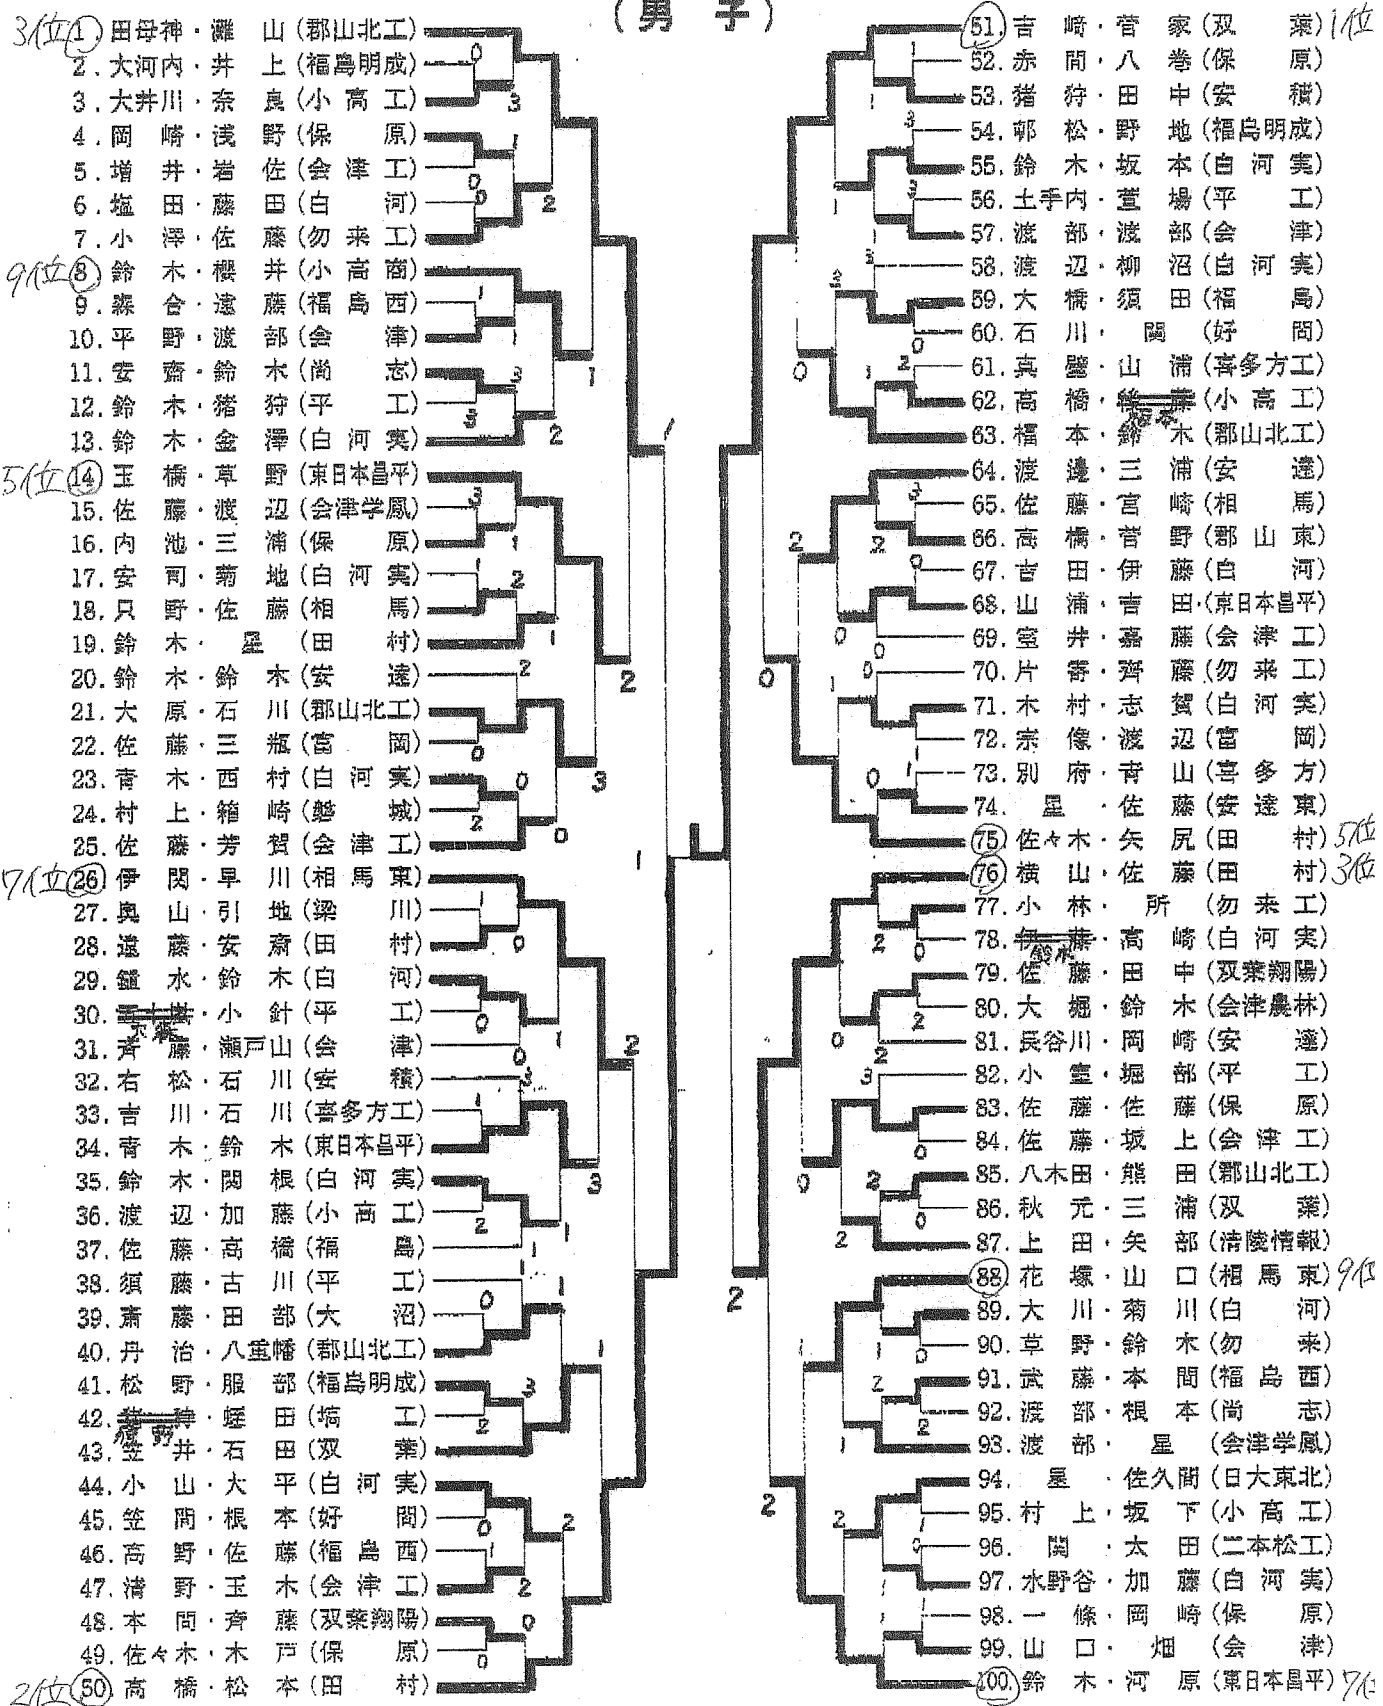 (男 子)
3位 1 田母神・灘 山(郡山北工)
2. 大河内・井 上(福島明成)
3. 大井川・奈 良(小 高 工)
4. 岡 崎・浅 野(保 原)
5. 増 井・岩 佐(会 津 工)
6. 塩 田・藤 田(白 河)
7. 小 澤・佐 藤(勿 来 工)
9位 8 鈴 木・櫻 井(小 高 商)
9. 森 合・遠 藤(福 島 西)
10. 平 野・渡 部(会 津)
11. 安 齋・鈴 木(尚 志)
12. 鈴 木・猪 狩(平 工)
13. 鈴 木・金 澤(白 河 実)
5位 14 玉 橋・草 野(東日本昌平)
15. 佐 藤・渡 辺(会津学鳳)
16. 内 池・三 浦(保 原)
17. 安 司・菊 地(白 河 実)
18. 只 野・佐 藤(相 馬)
19. 鈴 木・ 星 (田 村)
20. 鈴 木・鈴 木(安 達)
21. 大 原・石 川(郡山北工)
22. 佐 藤・三 瓶(富 岡)
23. 青 木・西 村(白 河 実)
24. 村 上・箱 崎(磐 城)
25. 佐 藤・芳 賀(会 津 工)
7位 26 伊 関・早 川(相 馬 東)
27. 奥 山・引 地(梁 川)
28. 遠 藤・安 斎(田 村)
29. 鑓 水・鈴 木(白 河)
30. ・小 針(平 工)
31. 斉 藤・瀬戸山(会 津)
32. 右 松・石 川(安 積)
33. 吉 川・石 川(喜多方工)
34. 青 木・鈴 木(東日本昌平)
35. 鈴 木・関 根(白 河 実)
36. 渡 辺・加 藤(小 高 工)
37. 佐 藤・高 橋(福 島)
38. 須 藤・古 川(平 工)
39. 齋 藤・田 部(大 沼)
40. 丹 治・八重幡(郡山北工)
41. 松 野・服 部(福島明成)
42. ・蛭 田(塙 工)
43. 笠 井・石 田(双 葉)
44. 小 山・大 平(白 河 実)
45. 笠 間・根 本(好 間)
46. 高 野・佐 藤(福 島 西)
47. 清 野・玉 木(会 津 工)
48. 本 間・斉 藤(双葉翔陽)
49. 佐々木・木 戸(保 原)
2位 50 高 橋・松 本(田 村)
51. 吉 﨑・菅 家(双 葉) 1位
52. 赤 間・八 巻(保 原)
53. 猪 狩・田 中(安 積)
54. 松・野 地(福島明成)
55. 鈴 木・坂 本(白 河 実)
56. 土手内・萱 場(平 工)
57. 渡 部・渡 部(会 津)
58. 渡 辺・柳 沼(白 河 実)
59. 大 橋・須 田(福 島)
60. 石 川・ 関 (好 間)
61. 真 壁・山 浦(喜多方工)
62. 高 橋・ (小 高 工)
63. 福 本・鈴 木(郡山北工)
64. 渡 邊・三 浦(安 達)
65. 佐 藤・宮 崎(相 馬)
66. 高 橋・菅 野(郡 山 東)
67. 吉 田・伊 藤(白 河)
68. 山 浦・吉 田・(東日本昌平)
69. 室 井・嘉 藤(会 津 工)
70. 片 寄・齊 藤(勿 来 工)
71. 木 村・志 賀(白 河 実)
72. 宗 像・渡 辺(富 岡)
73. 別 府・青 山(喜 多 方)
74. 星 ・佐 藤(安 達 東)
75 佐々木・矢 尻(田 村) 5位
76 横 山・佐 藤(田 村) 3位
77. 小 林・ 所 (勿 来 工)
78. 伊 藤・高 崎(白 河 実)
鈴木
79. 佐 藤・田 中(双葉翔陽)
80. 大 堀・鈴 木(会津農林)
81. 長谷川・岡 崎(安 達)
82. 小 室・堀 部(平 工)
83. 佐 藤・佐 藤(保 原)
84. 佐 藤・坂 上(会 津 工)
85. 八木田・熊 田(郡山北工)
86. 秋 元・三 浦(双 葉)
87. 上 田・矢 部(清陵情報)
88 花 塚・山 口(相 馬 東) 9位
89. 大 川・菊 川(白 河)
90. 草 野・鈴 木(勿 来)
91. 武 藤・本 間(福 島 西)
92. 渡 部・根 本(尚 志)
93. 渡 部・ 星 (会津学鳳)
94. 星 ・佐久間(日大東北)
95. 村 上・坂 下(小 高 工)
96. 関 ・太 田(二本松工)
97. 水野谷・加 藤(白 河 実)
98. 一 條・岡 崎(保 原)
99. 山 口・ 畑 (会 津)
100. 鈴 木・河 原(東日本昌平) 7位